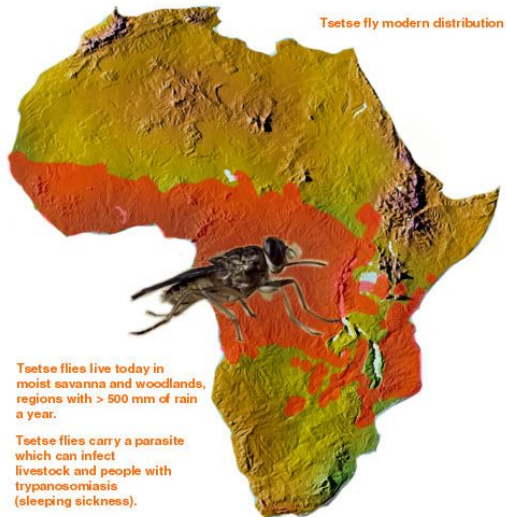 Tsetse fly modern distribution
Tsetse flies live today in
moist savanna and woodlands,
regions with > 500 mm of rain
a year.
Tsetse flies carry a parasite
which can infect
livestock and people with
trypanosomiasis
(sleeping sickness).